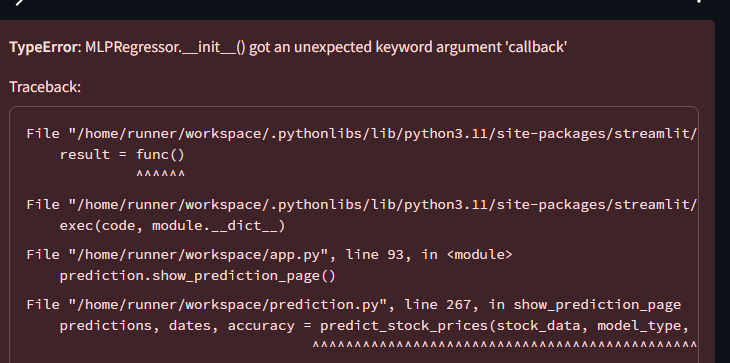 TypeError: MLPRegressor.__init__() got an unexpected keyword argument 'callback'
Traceback:
File "/home/runner/workspace/.pythonlibs/lib/python3.11/site-packages/streamlit/
result = func()
^^^^^^
File "/home/runner/workspace/.pythonlibs/lib/python3.11/site-packages/streamlit/
exec(code, module.__dict__)
File "/home/runner/workspace/app.py", line 93, in <module>
prediction.show_prediction_page()
File "/home/runner/workspace/prediction.py", line 267, in show_prediction_page
predictions, dates, accuracy = predict_stock_prices(stock_data, model_type,
^^^^^^^^^^^^^^^^^^^^^^^^^^^^^^^^^^^^^^^^^^^^^^